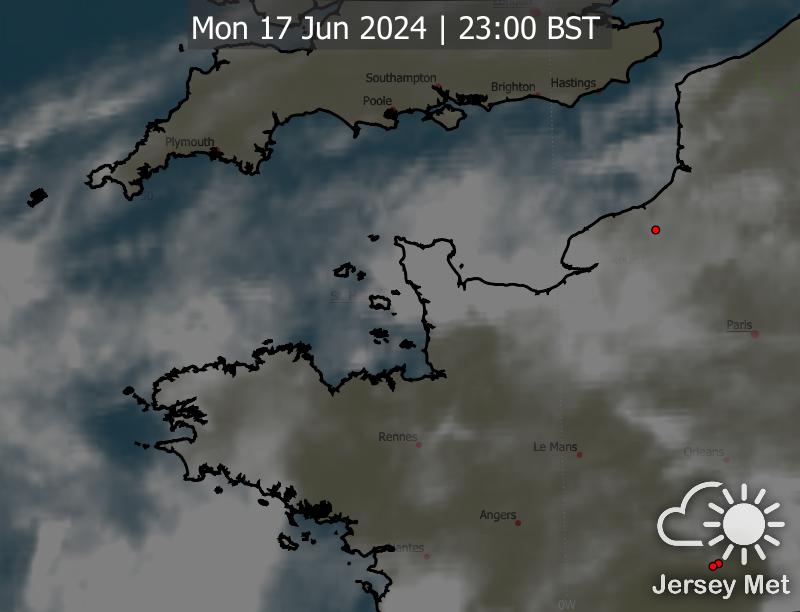 Mon 17 Jun 2024 | 23:00 BST
Southampton
Brighton
Hastings
Poole
Plymouth
Paris
Rennes
Le Mans
Orleans
Angers
Nantes
0W
Jersey Met